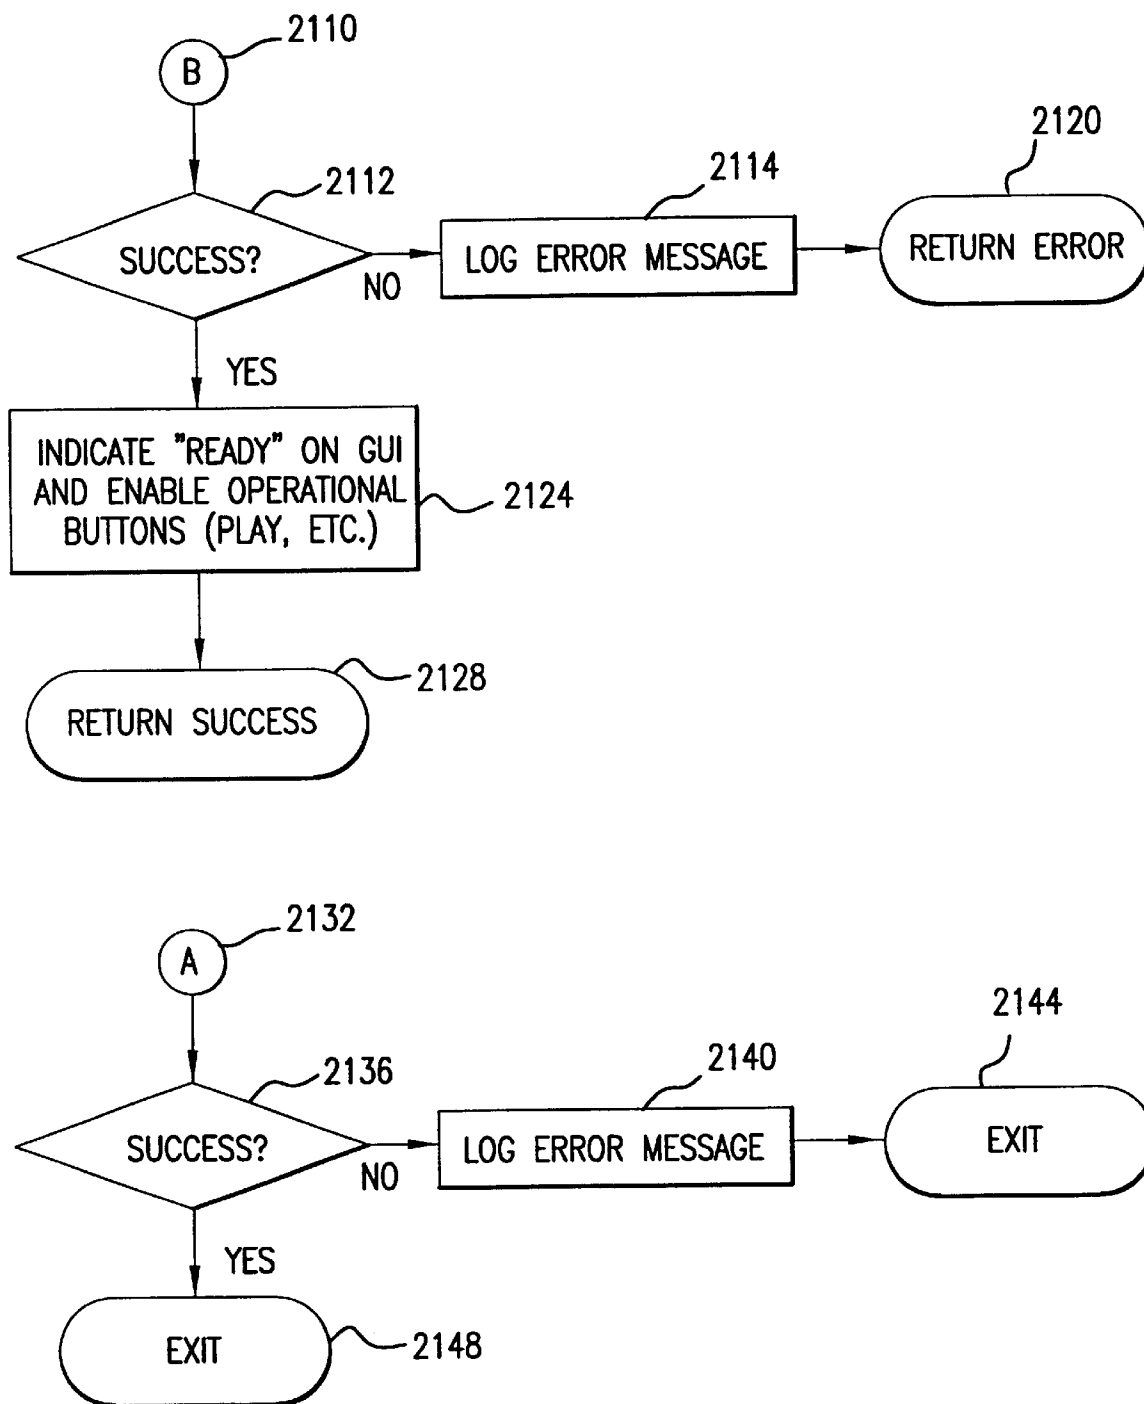 2110
B
2112
2114
2120
SUCCESS?
NO
LOG ERROR MESSAGE
RETURN ERROR
YES
INDICATE "READY" ON GUI
AND ENABLE OPERATIONAL
BUTTONS (PLAY, ETC.)
2124
2128
RETURN SUCCESS
2132
A
2136
2140
2144
SUCCESS?
NO
LOG ERROR MESSAGE
EXIT
YES
EXIT
2148